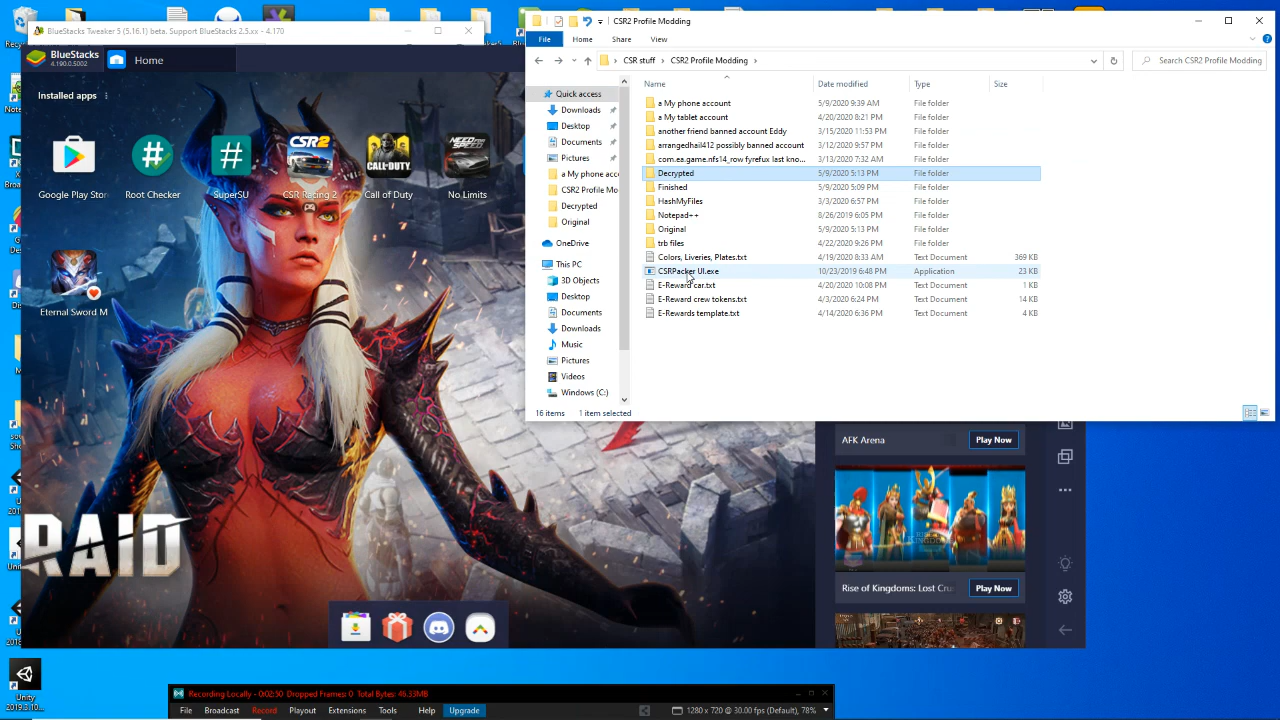 Recy
BlueStacks Tweaker 5 (5.16.1) beta. Support BlueStacks 2.5.xx - 4.170
BlueStacks
4.190.0.5002
Home
Installed apps
Google Play Stor
Root Checker
SuperSU
CSR Racing 2
Call of Duty
No Limits
CSR2
CALL DUTY
NEED FOR SPEED
Eternal Sword M
RAID
CSR2 Profile Modding
File
Home
Share
View
CSR stuff
CSR2 Profile Modding
Search CSR2 Profile Modding
Quick access
Downloads
Desktop
Documents
Pictures
a My phone acco
CSR2 Profile Mo
Decrypted
Original
OneDrive
This PC
3D Objects
Desktop
Documents
Downloads
Music
Pictures
Videos
Windows (C:)
Name
Date modified
Type
Size
a My phone account 5/9/2020 9:39 AM File folder
a My tablet account 4/20/2020 8:21 PM File folder
another friend banned account Eddy 3/15/2020 11:53 PM File folder
arrangedhail412 possibly banned account 3/12/2020 9:57 PM File folder
com.ea.game.nfs14_row fyrefux last kno... 3/13/2020 7:32 AM File folder
Decrypted 5/9/2020 5:13 PM File folder
Finished 5/9/2020 5:09 PM File folder
HashMyFiles 3/3/2020 6:57 PM File folder
Notepad++ 8/26/2019 6:05 PM File folder
Original 5/9/2020 5:13 PM File folder
trb files 4/22/2020 9:26 PM File folder
Colors, Liveries, Plates.txt 4/19/2020 8:33 AM Text Document 369 KB
CSRPacker UI.exe 10/23/2019 6:48 PM Application 23 KB
E-Reward car.txt 4/20/2020 10:08 PM Text Document 1 KB
E-Reward crew tokens.txt 4/3/2020 6:24 PM Text Document 14 KB
E-Rewards template.txt 4/14/2020 6:36 PM Text Document 4 KB
16 items
1 item selected
AFK Arena
Play Now
Rise of Kingdoms: Lost Cru
Play Now
Unity
2019.3.10...
Recording Locally - 0:02:50 Dropped Frames: 0 Total Bytes: 46.33MB
File Broadcast Record Playout Extensions Tools Help Upgrade
1280 x 720 @ 30.00 fps (Default), 78%